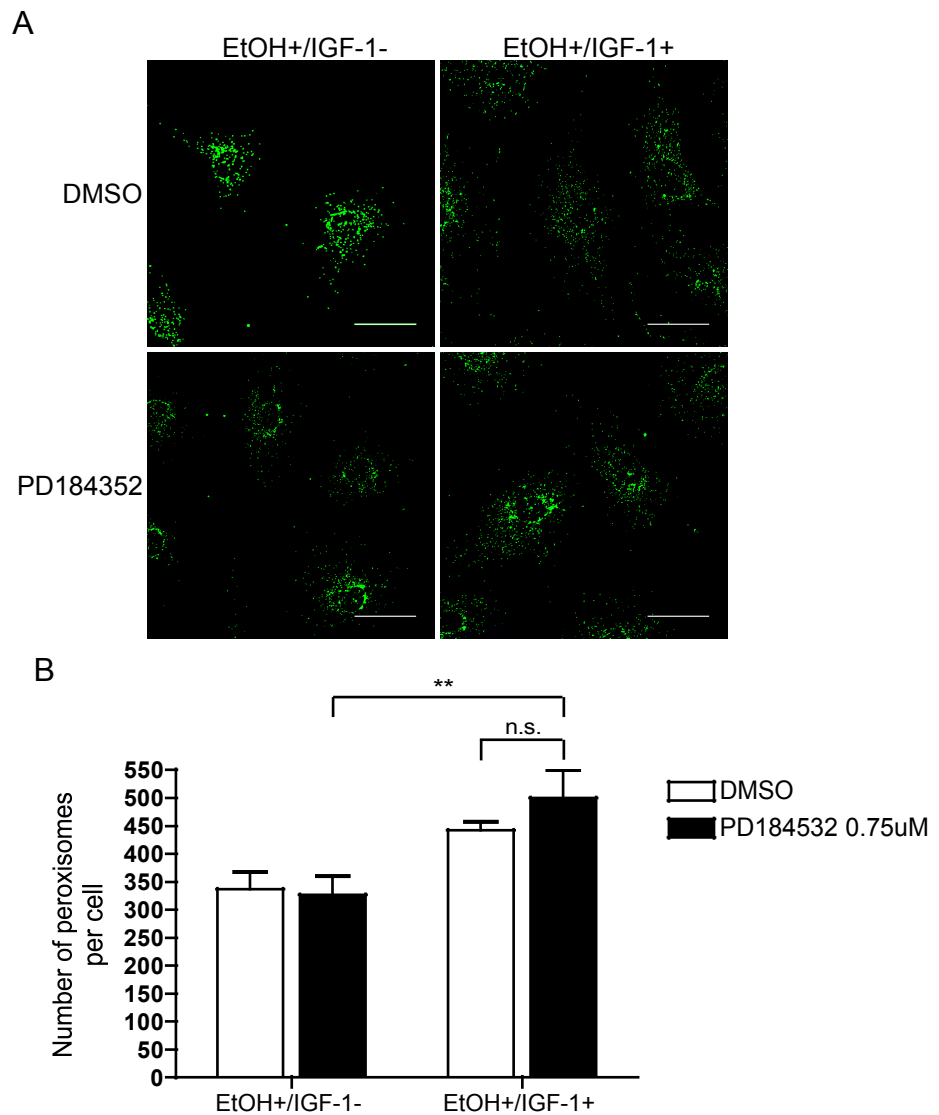 A
EtOH+/IGF-1- EtOH+/IGF-1+
DMSO
PD184352
B
**
n.s.
550
500
450
400
350
300
250
200
150
100
50
0
Number of peroxisomes
per cell
DMSO
PD184532 0.75uM
EtOH+/IGF-1- EtOH+/IGF-1+